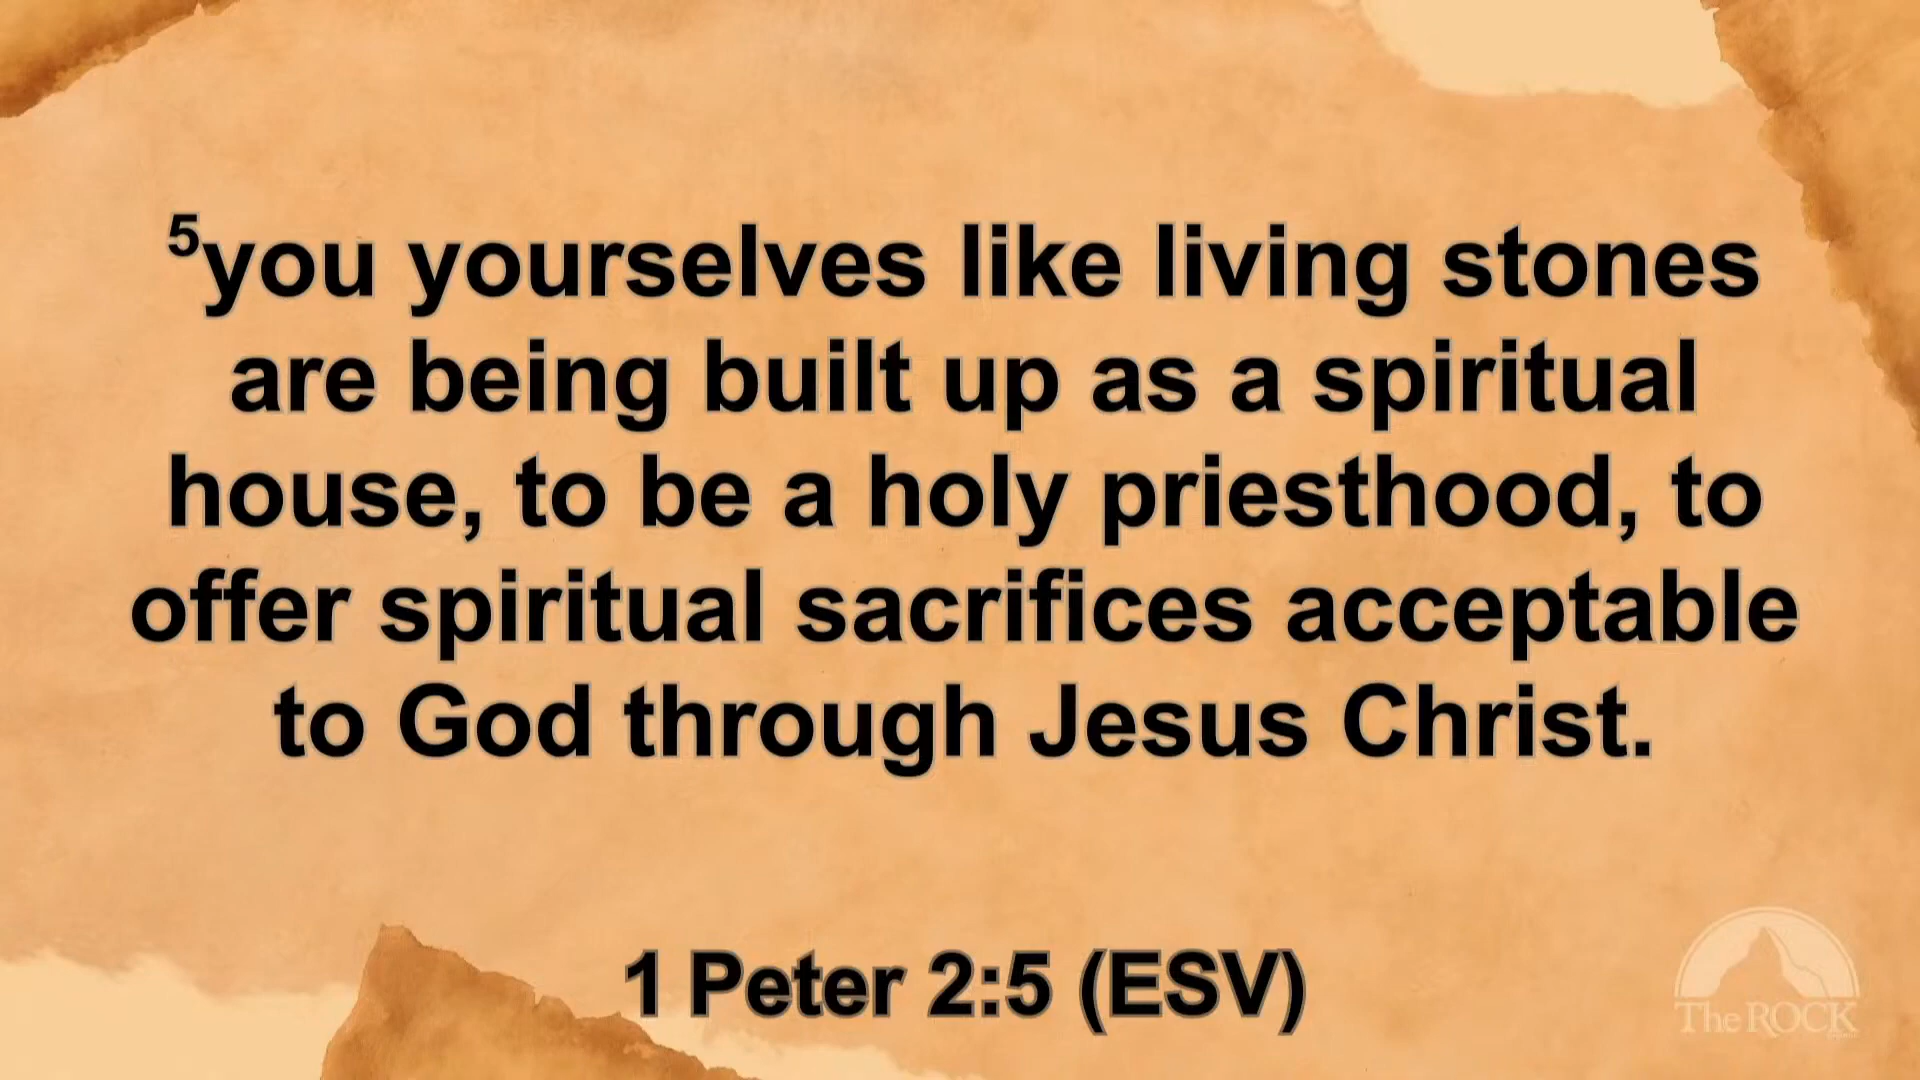 ⁵you yourselves like living stones
are being built up as a spiritual
house, to be a holy priesthood, to
offer spiritual sacrifices acceptable
to God through Jesus Christ.
1 Peter 2:5 (ESV)
The ROCK